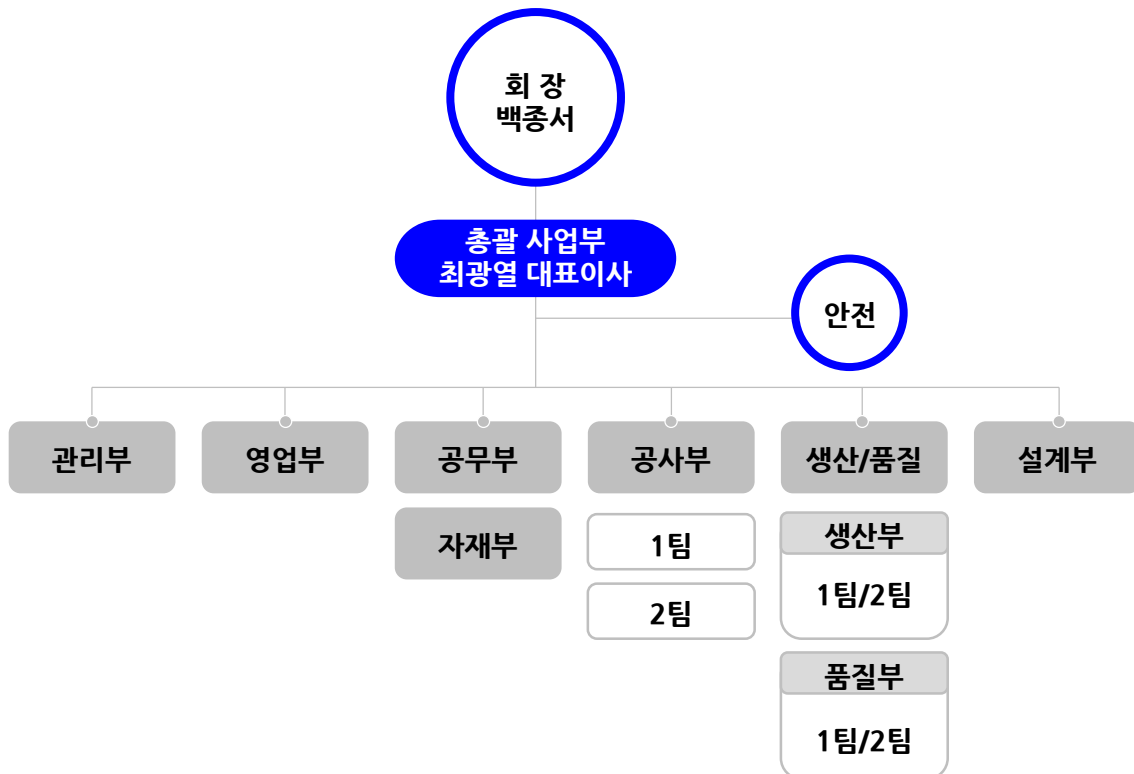 회 장
백종서
총괄 사업부
최광열 대표이사
안전
관리부
영업부
공무부
공사부
생산/품질
설계부
자재부
1팀
2팀
생산부
1팀/2팀
품질부
1팀/2팀